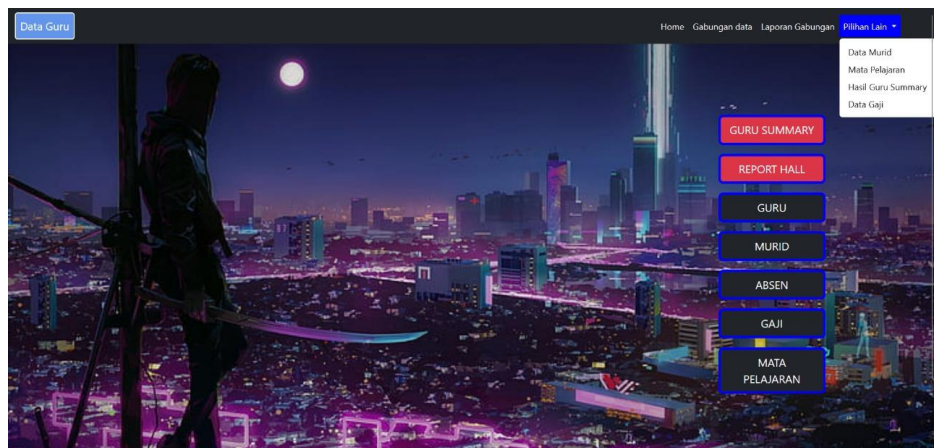 Data Guru
Home Gabungan data Laporan Gabungan Pilihan Lain
Data Murid
Mata Pelajaran
Hasil Guru Summary
Data Gaji
GURU SUMMARY
REPORT HALL
GURU
MURID
ABSEN
GAJI
MATA
PELAJARAN